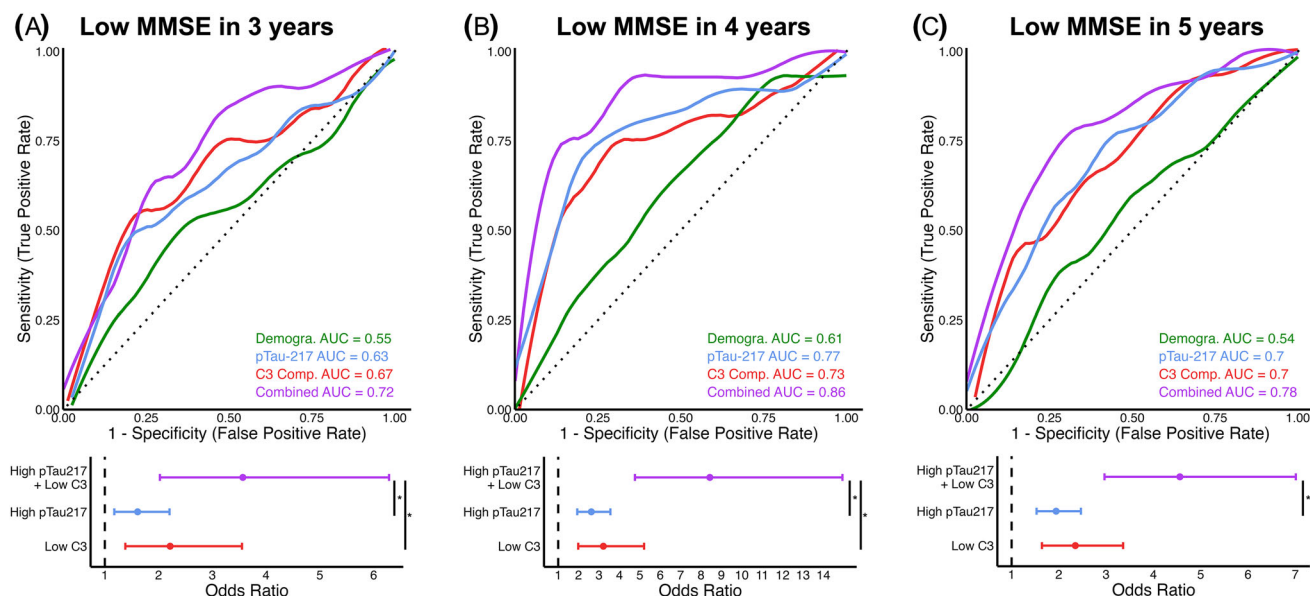 (A) Low MMSE in 3 years
Sensitivity (True Positive Rate)
1.00
0.75
0.50
0.25
0.00
Demogra. AUC = 0.55
pTau-217 AUC = 0.63
C3 Comp. AUC = 0.67
Combined AUC = 0.72
0.00 0.25 0.50 0.75 1.00
1 - Specificity (False Positive Rate)
High pTau217
+ Low C3
High pTau217
Low C3
*
*
1 2 3 4 5 6
Odds Ratio
(B) Low MMSE in 4 years
Sensitivity (True Positive Rate)
1.00
0.75
0.50
0.25
0.00
Demogra. AUC = 0.61
pTau-217 AUC = 0.77
C3 Comp. AUC = 0.73
Combined AUC = 0.86
0.00 0.25 0.50 0.75 1.00
1 - Specificity (False Positive Rate)
High pTau217
+ Low C3
High pTau217
Low C3
*
*
1 2 3 4 5 6 7 8 9 10 11 12 13 14
Odds Ratio
(C) Low MMSE in 5 years
Sensitivity (True Positive Rate)
1.00
0.75
0.50
0.25
0.00
Demogra. AUC = 0.54
pTau-217 AUC = 0.7
C3 Comp. AUC = 0.7
Combined AUC = 0.78
0.00 0.25 0.50 0.75 1.00
1 - Specificity (False Positive Rate)
High pTau217
+ Low C3
High pTau217
Low C3
*
1 2 3 4 5 6 7
Odds Ratio